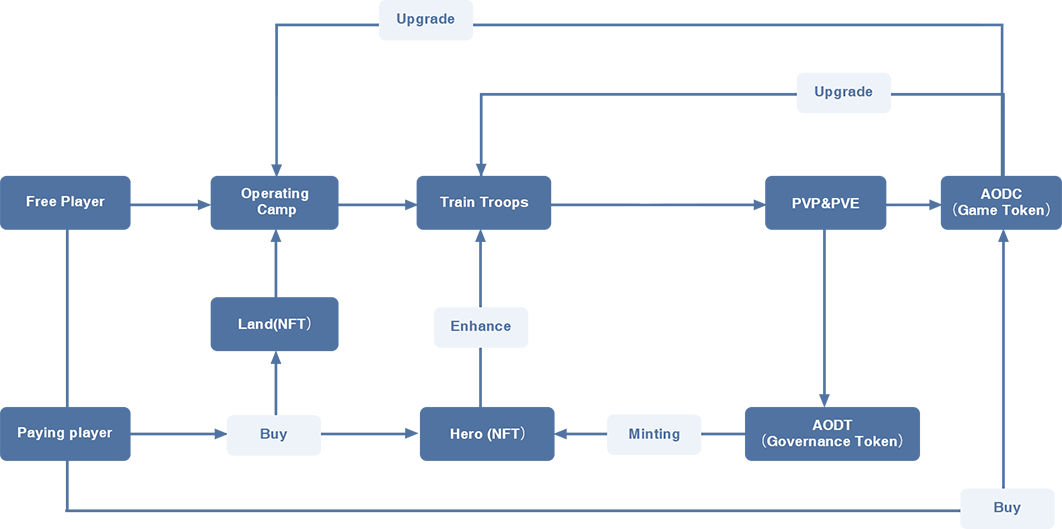 Upgrade
Upgrade
Free Player
Operating
Camp
Train Troops
PVP&PVE
AODC
（Game Token）
Land(NFT）
Enhance
Paying player
Buy
Hero (NFT）
Minting
AODT
（Governance Token）
Buy